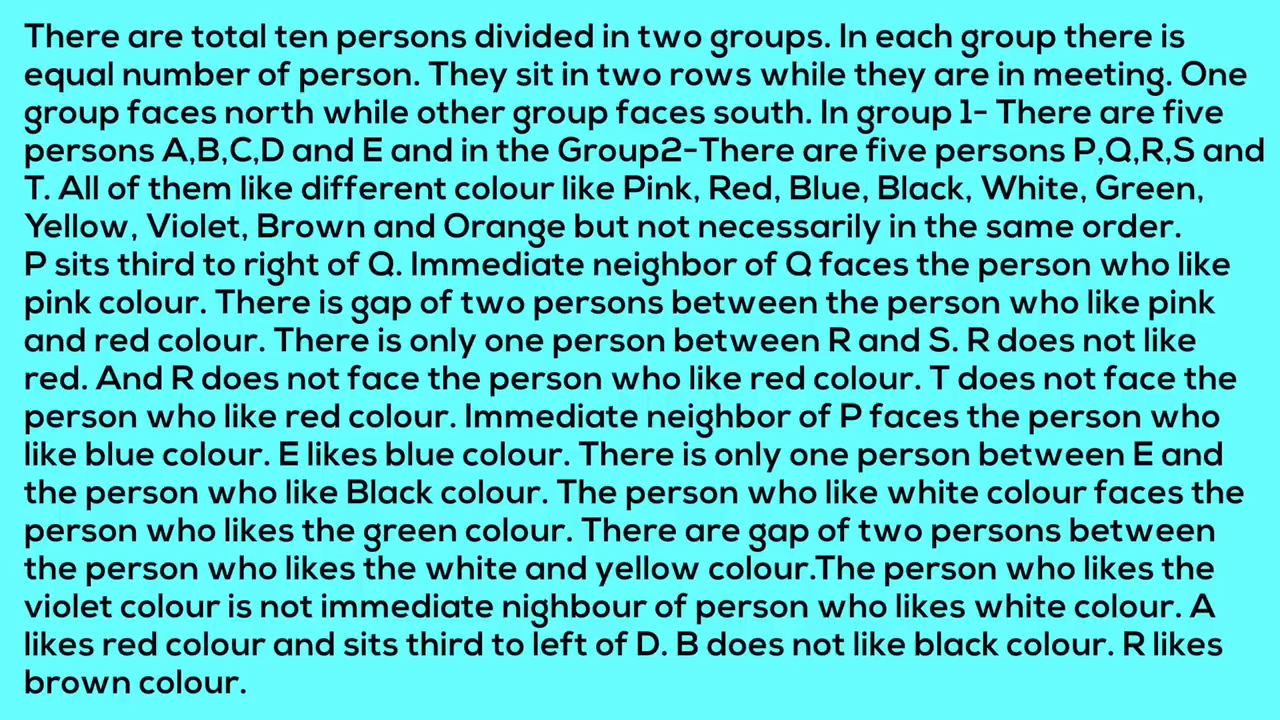 There are total ten persons divided in two groups. In each group there is
equal number of person. They sit in two rows while they are in meeting. One
group faces north while other group faces south. In group 1- There are five
persons A,B,C,D and E and in the Group2-There are five persons P,Q,R,S and
T. All of them like different colour like Pink, Red, Blue, Black, White, Green,
Yellow, Violet, Brown and Orange but not necessarily in the same order.
P sits third to right of Q. Immediate neighbor of Q faces the person who like
pink colour. There is gap of two persons between the person who like pink
and red colour. There is only one person between R and S. R does not like
red. And R does not face the person who like red colour. T does not face the
person who like red colour. Immediate neighbor of P faces the person who
like blue colour. E likes blue colour. There is only one person between E and
the person who like Black colour. The person who like white colour faces the
person who likes the green colour. There are gap of two persons between
the person who likes the white and yellow colour.The person who likes the
violet colour is not immediate nighbour of person who likes white colour. A
likes red colour and sits third to left of D. B does not like black colour. R likes
brown colour.